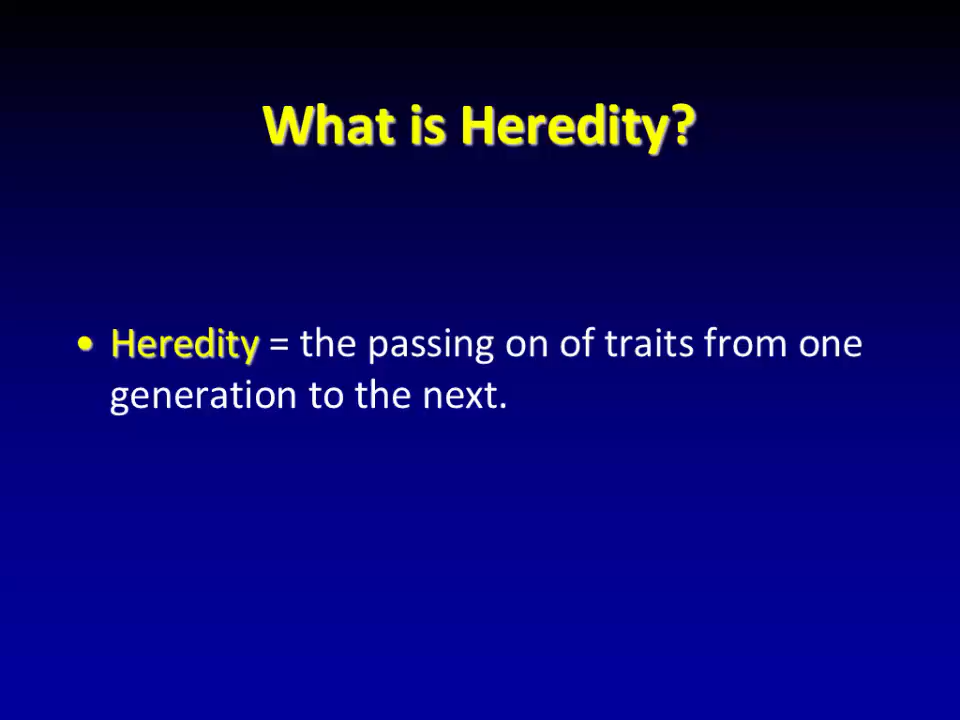 What is Heredity?
• Heredity = the passing on of traits from one
generation to the next.